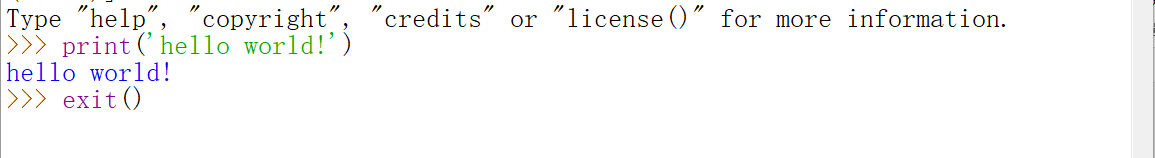 Type "help", "copyright", "credits" or "license()" for more information.
>>> print('hello world!')
hello world!
>>> exit()